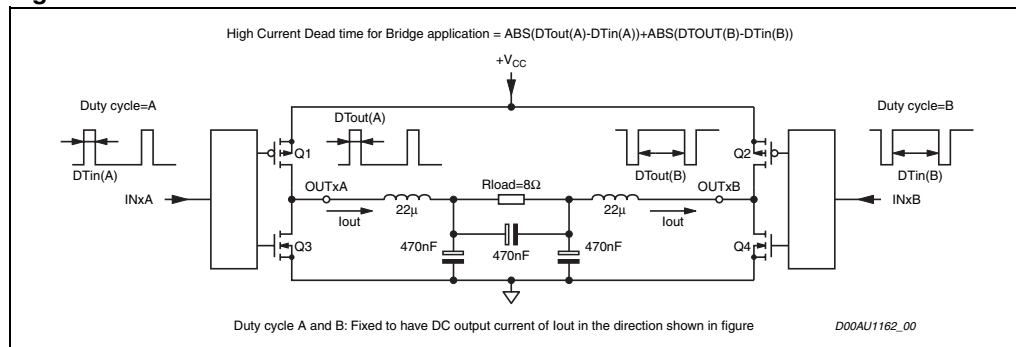 High Current Dead time for Bridge application = ABS(DTout(A)-DTin(A))+ABS(DTOUT(B)-DTin(B))
+VCC
Duty cycle=A
DTout(A)
Duty cycle=B
Q1
Q2
DTin(A)
DTout(B)
DTin(B)
INxA
OUTxA
Rload=8Ω
OUTxB
INxB
22μ
22μ
Iout
Iout
Q3
Q4
470nF
470nF
470nF
Duty cycle A and B: Fixed to have DC output current of Iout in the direction shown in figure
D00AU1162_00